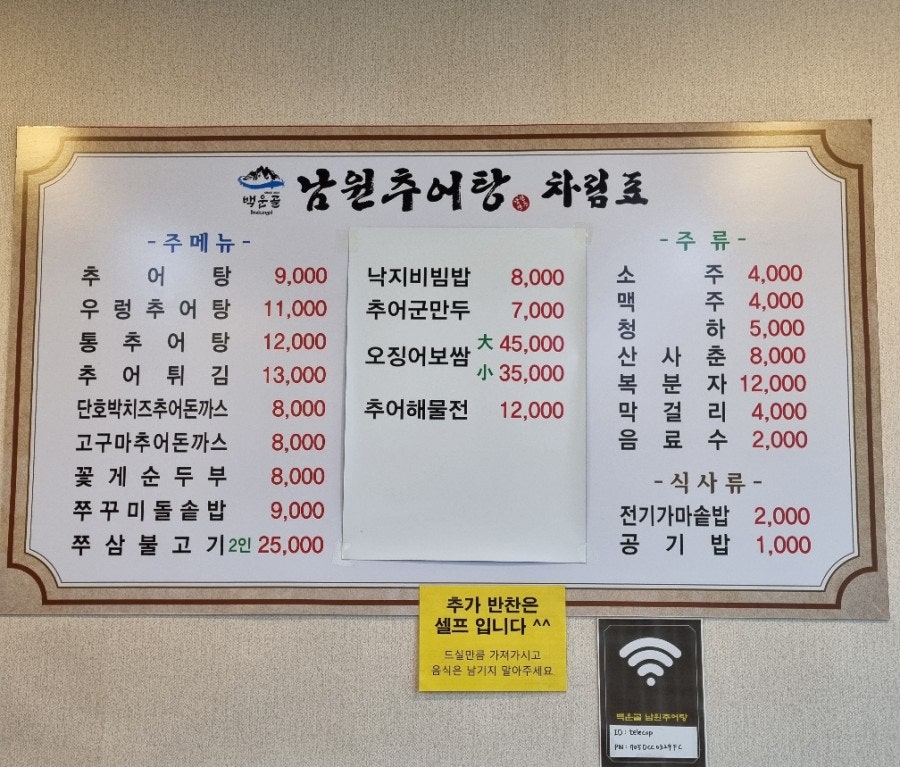 백운골
남원추어탕 차림표
-주메뉴-
추어탕 9,000
우렁추어탕 11,000
통추어탕 12,000
추어튀김 13,000
단호박치즈추어돈까스 8,000
고구마추어돈까스 8,000
꽃게순두부 8,000
쭈꾸미돌솥밥 9,000
쭈삼불고기 2인 25,000
낙지비빔밥 8,000
추어군만두 7,000
오징어보쌈 大 45,000
小 35,000
추어해물전 12,000
-주류-
소주 4,000
맥주 4,000
청하 5,000
산사춘 8,000
복분자 12,000
막걸리 4,000
음료수 2,000
-식사류-
전기가마솥밥 2,000
공기밥 1,000
추가 반찬은
셀프 입니다 ^^
드실만큼 가져가시고
음식은 남기지 말아주세요
백운골 남원추어탕
ID : telecop
PW :